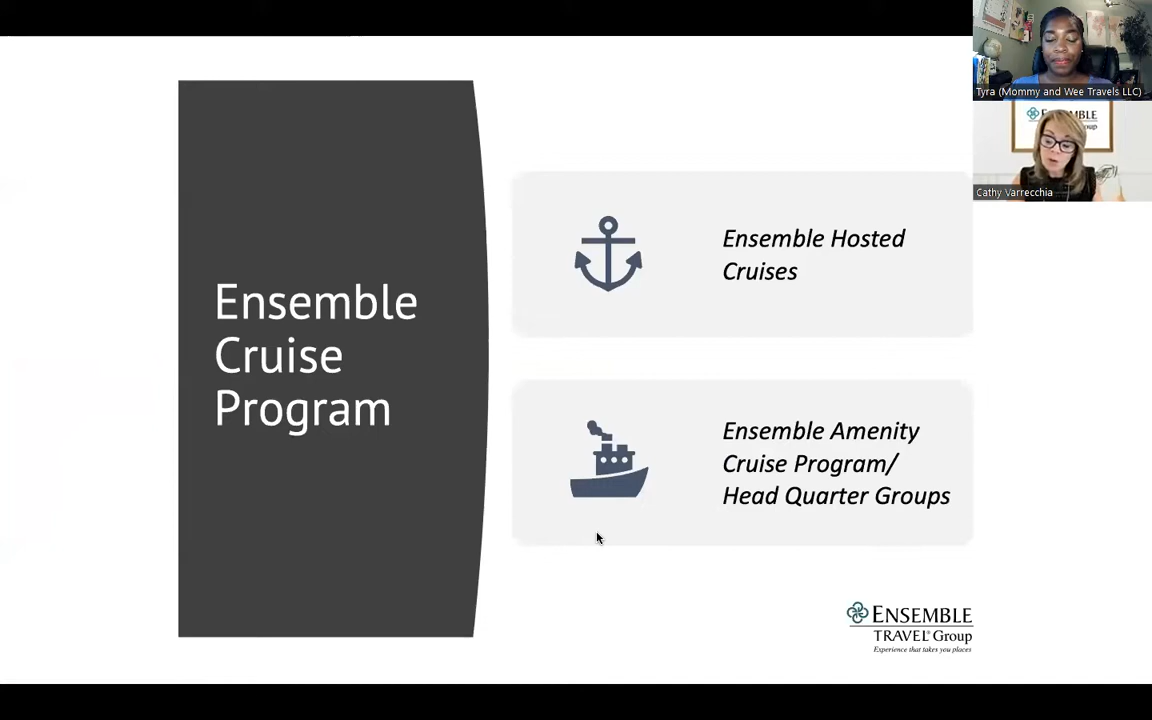 Ensemble
Cruise
Program
Ensemble Hosted
Cruises
Ensemble Amenity
Cruise Program/
Head Quarter Groups
ENSEMBLE
TRAVEL® Group
Experience that takes you places
Tyra (Mommy and Wee Travels LLC)
Cathy Varrecchia